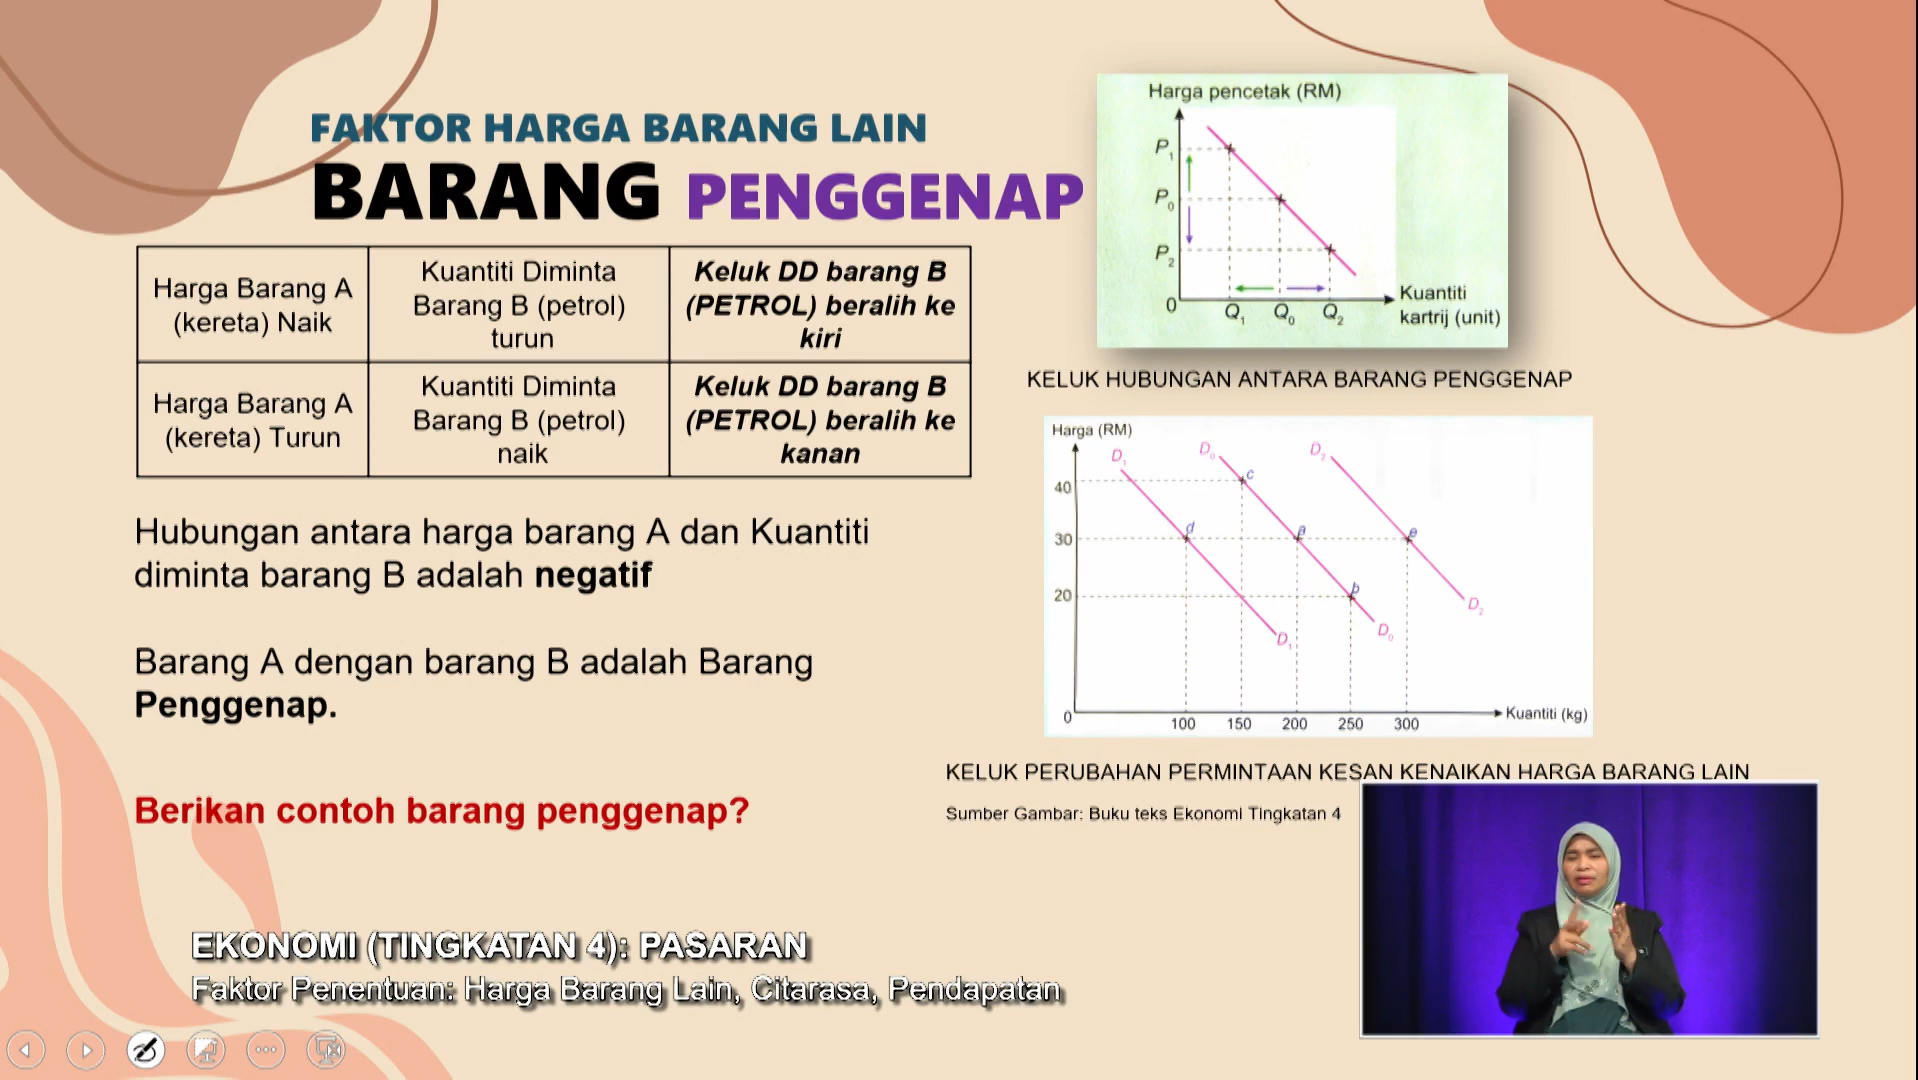 FAKTOR HARGA BARANG LAIN
BARANG PENGGENAP
Harga Barang A
(kereta) Naik
Kuantiti Diminta
Barang B (petrol)
turun
Keluk DD barang B
(PETROL) beralih ke
kiri
Harga Barang A
(kereta) Turun
Kuantiti Diminta
Barang B (petrol)
naik
Keluk DD barang B
(PETROL) beralih ke
kanan
Hubungan antara harga barang A dan Kuantiti
diminta barang B adalah negatif
Barang A dengan barang B adalah Barang
Penggenap.
Berikan contoh barang penggenap?
Harga pencetak (RM)
P₁
P₀
P₂
0
Q₁ Q₀ Q₂
Kuantiti
kartrij (unit)
KELUK HUBUNGAN ANTARA BARANG PENGGENAP
Harga (RM)
D₁ D₀ D₂
40
c
30
d a e
20
b
D₂
D₁ D₀
0
100 150 200 250 300
Kuantiti (kg)
KELUK PERUBAHAN PERMINTAAN KESAN KENAIKAN HARGA BARANG LAIN
Sumber Gambar: Buku teks Ekonomi Tingkatan 4
EKONOMI (TINGKATAN 4): PASARAN
Faktor Penentuan: Harga Barang Lain, Citarasa, Pendapatan